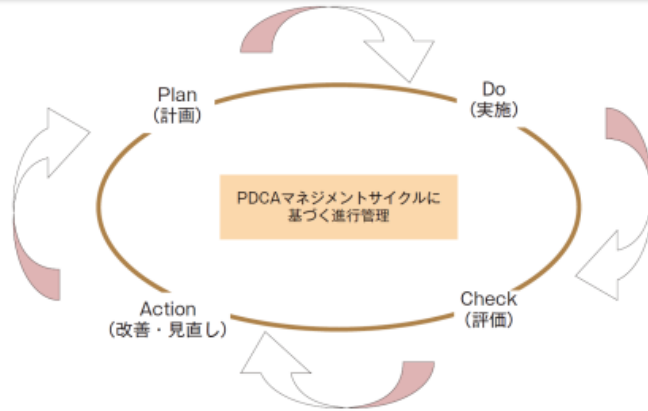 Plan
(計画)
Do
(実施)
PDCAマネジメントサイクルに
基づく進行管理
Check
(評価)
Action
(改善・見直し)